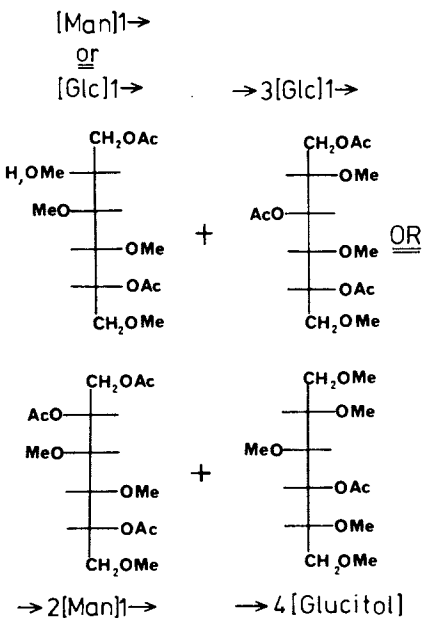 [Man]1→
or
[Glc]1→ →3[Glc]1→
CH₂OAc CH₂OAc
H,OMe OMe
MeO AcO
OMe + OMe OR
OAc OAc
CH₂OMe CH₂OMe
CH₂OAc CH₂OMe
AcO OMe
MeO MeO
OMe + OAc
OAc OMe
CH₂OMe CH₂OMe
→2[Man]1→ →4[Glucitol]